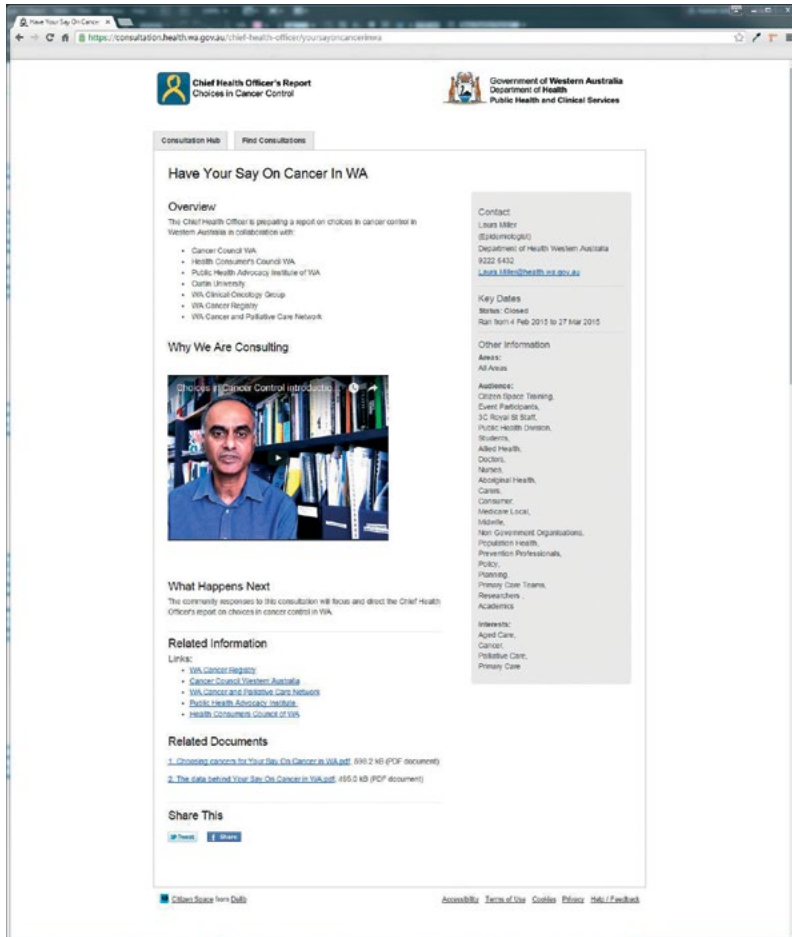 Have Your Say On Cancer
https://consultation.health.wa.gov.au/chief-health-officer/yoursayoncancerinwa
Chief Health Officer's Report
Choices in Cancer Control
Government of Western Australia
Department of Health
Public Health and Clinical Services
Consultation Hub
Find Consultations
Have Your Say On Cancer In WA
Overview
The Chief Health Officer is preparing a report on choices in cancer control in
Western Australia in collaboration with:
Cancer Council WA
Health Consumer's Council WA
Public Health Advocacy Institute of WA
Curtin University
WA Clinical Oncology Group
WA Cancer Registry
WA Cancer and Palliative Care Network
Why We Are Consulting
Choices in Cancer Control introductio...
What Happens Next
The community responses to this consultation will focus and direct the Chief Health
Officer's report on choices in cancer control in WA.
Related Information
Links:
WA Cancer Registry
Cancer Council Western Australia
WA Cancer and Palliative Care Network
Public Health Advocacy Institute
Health Consumers Council of WA
Related Documents
1. Choosing cancers for Your Say On Cancer in WA.pdf, 898.2 kB (PDF document)
2. The data behind Your Say On Cancer in WA.pdf, 495.0 kB (PDF document)
Share This
Tweet
Share
Contact
Laura Miller
(Epidemiologist)
Department of Health Western Australia
9222 6432
Laura.Miller@health.wa.gov.au
Key Dates
Status: Closed
Ran from 4 Feb 2015 to 27 Mar 2015
Other Information
Areas:
All Areas
Audience:
Citizen Space Training,
Event Participants,
3C Royal St Staff,
Public Health Division,
Students,
Allied Health,
Doctors,
Nurses,
Aboriginal Health,
Carers,
Consumer,
Medicare Local,
Midwife,
Non Government Organisations,
Population Health,
Prevention Professionals,
Policy,
Planning,
Primary Care Teams,
Researchers ,
Academics
Interests:
Aged Care,
Cancer,
Palliative Care,
Primary Care
Citizen Space from Delib
Accessibility Terms of Use Cookies Privacy Help / Feedback